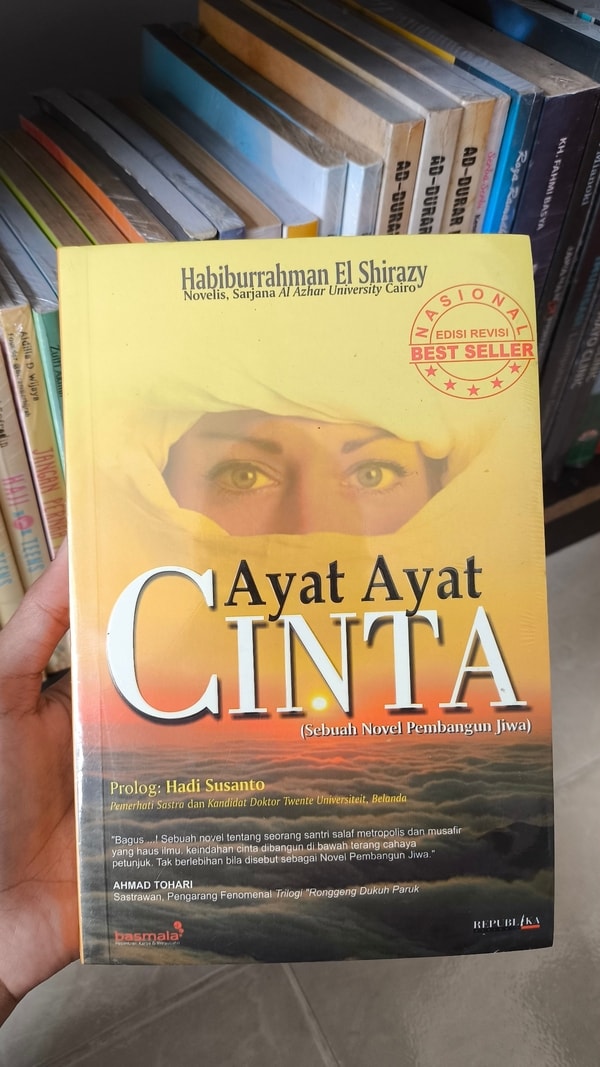 AD-DURAR
AD-DURAR
AD-DURAR
KH. FAHMI BASTA
Habiburrahman El Shirazy
Novelis, Sarjana Al Azhar University Cairo
NASIONAL
EDISI REVISI
BEST SELLER
Ayat Ayat
CINTA
(Sebuah Novel Pembangun Jiwa)
Prolog: Hadi Susanto
Pemerhati Sastra dan Kandidat Doktor Twente Universiteit, Belanda
"Bagus....! Sebuah novel tentang seorang santri salaf metropolis dan musafir
yang haus ilmu. keindahan cinta dibangun di bawah terang cahaya
petunjuk. Tak berlebihan bila disebut sebagai Novel Pembangun Jiwa."
AHMAD TOHARI
Sastrawan, Pengarang Fenomenal Trilogi "Ronggeng Dukuh Paruk
basmala
REPUBLIKA